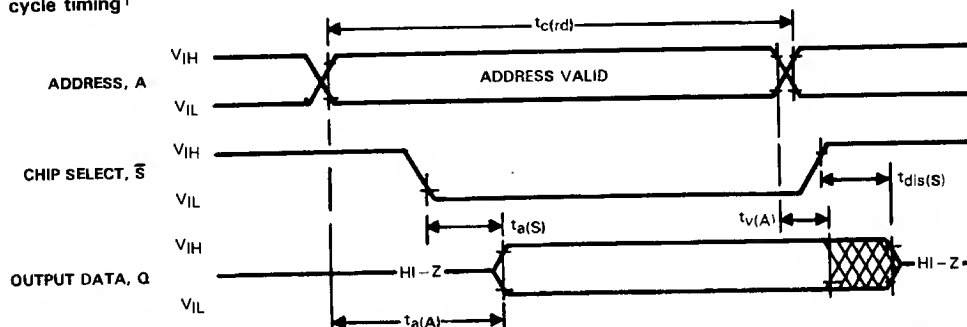 cycle timing†
tc(rd)
VIH
ADDRESS, A
ADDRESS VALID
VIL
VIH
CHIP SELECT, S̅
VIL
tdis(S)
ta(S)
tv(A)
VIH
OUTPUT DATA, Q
HI-Z
HI-Z
VIL
ta(A)